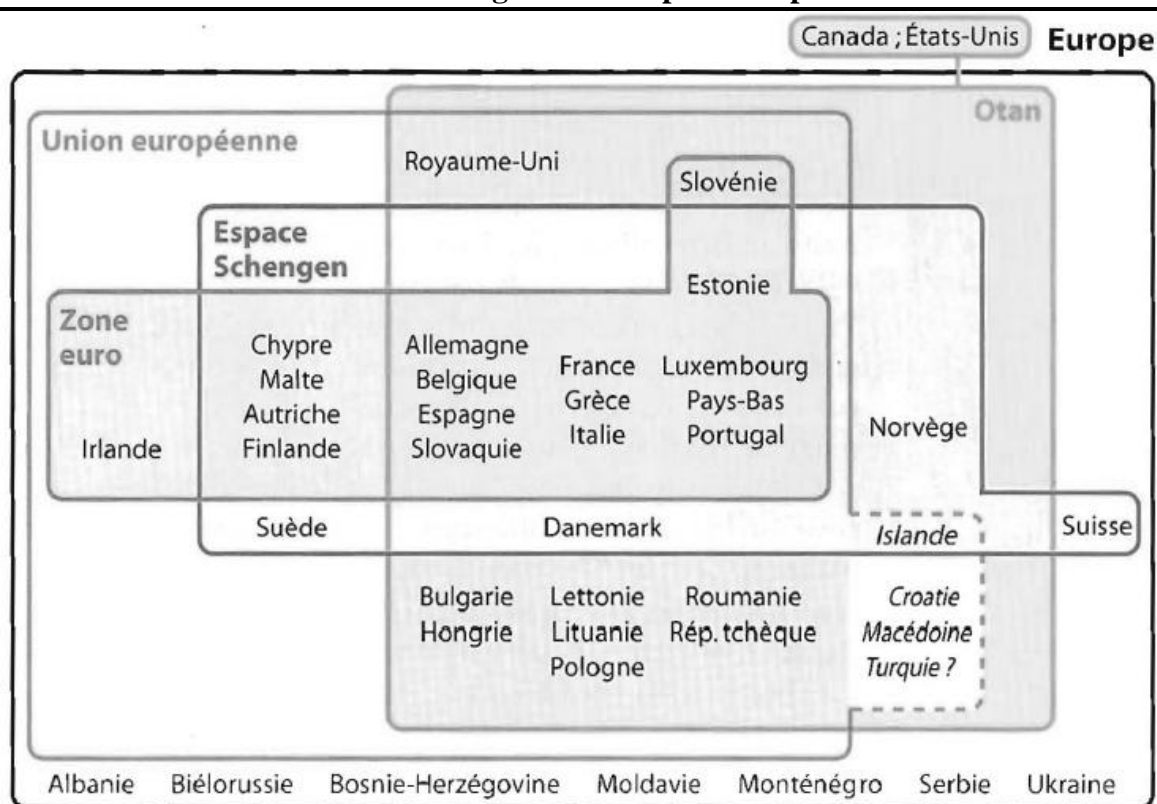 Canada ; États-Unis Europe
Otan
Union européenne
Royaume-Uni
Slovénie
Espace
Schengen
Estonie
Zone
euro
Chypre
Malte
Autriche
Finlande
Allemagne
Belgique
Espagne
Slovaquie
France
Grèce
Italie
Luxembourg
Pays-Bas
Portugal
Norvège
Irlande
Suède Danemark Islande Suisse
Bulgarie Lettonie Roumanie Croatie
Hongrie Lituanie Rép. tchèque Macédoine
Pologne Turquie ?
Albanie Biélorussie Bosnie-Herzégovine Moldavie Monténégro Serbie Ukraine